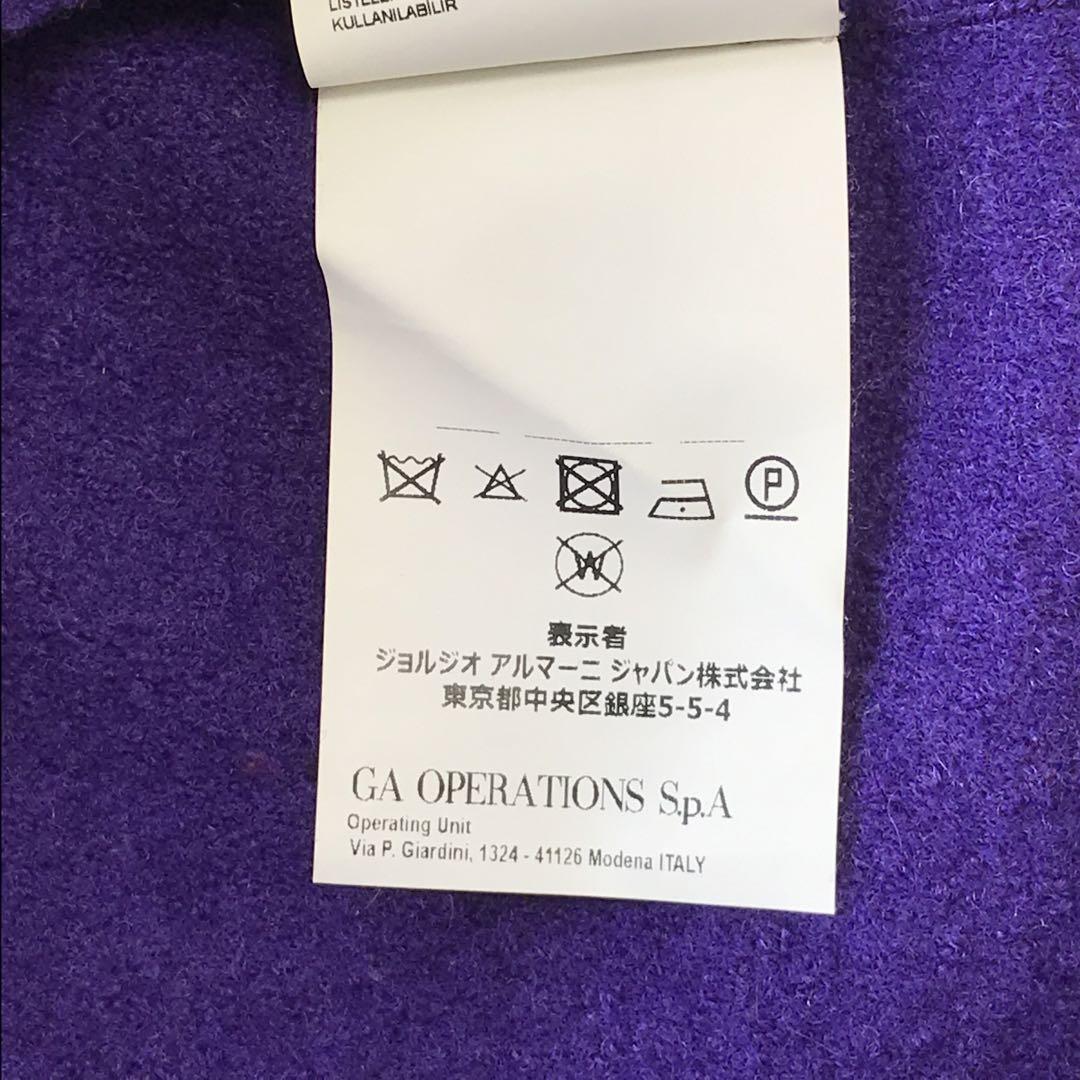 KULLANILABİLİR
P
W
表示者
ジョルジオ アルマーニ ジャパン株式会社
東京都中央区銀座5-5-4
GA OPERATIONS S.p.A
Operating Unit
Via P. Giardini, 1324 - 41126 Modena ITALY